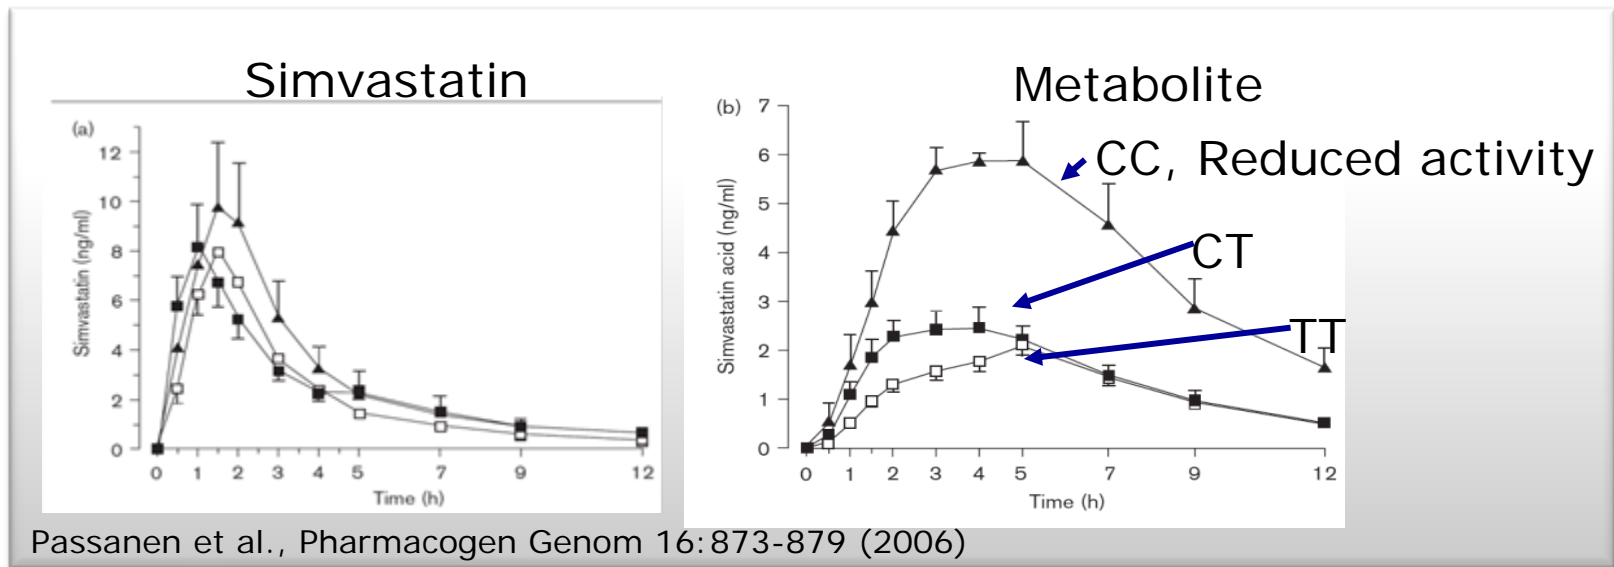 Simvastatin
(a)
12
10
8
6
4
2
0
Simvastatin (ng/ml)
0 1 2 3 4 5 7 9 12
Time (h)
Metabolite
(b)
7
6
5
4
3
2
1
0
Simvastatin acid (ng/ml)
CC, Reduced activity
CT
TT
0 1 2 3 4 5 7 9 12
Time (h)
Passanen et al., Pharmacogen Genom 16:873-879 (2006)